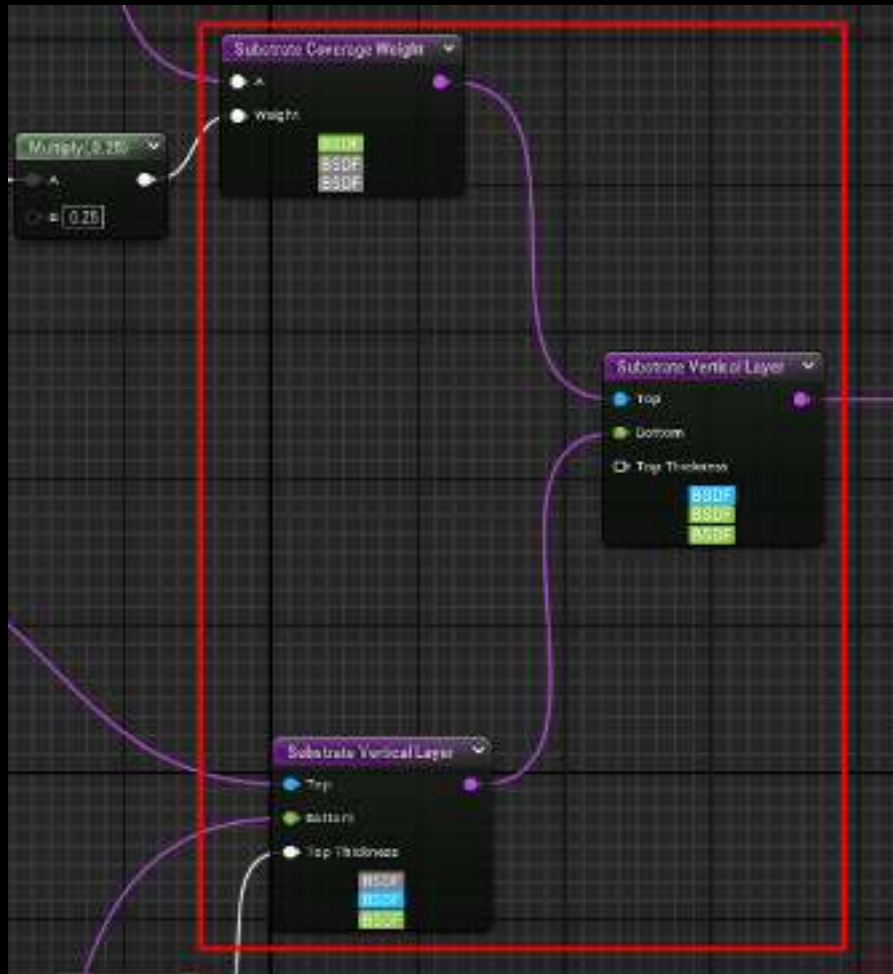 Substrate Coverage Weight
A
Weight
BSDF
BSDF
BSDF
Multiply(0.25)
A
B 0.25
Substrate Vertical Layer
Top
Bottom
Top Thickness
BSDF
BSDF
BSDF
Substrate Vertical Layer
Top
Bottom
Top Thickness
BSDF
BSDF
BSDF